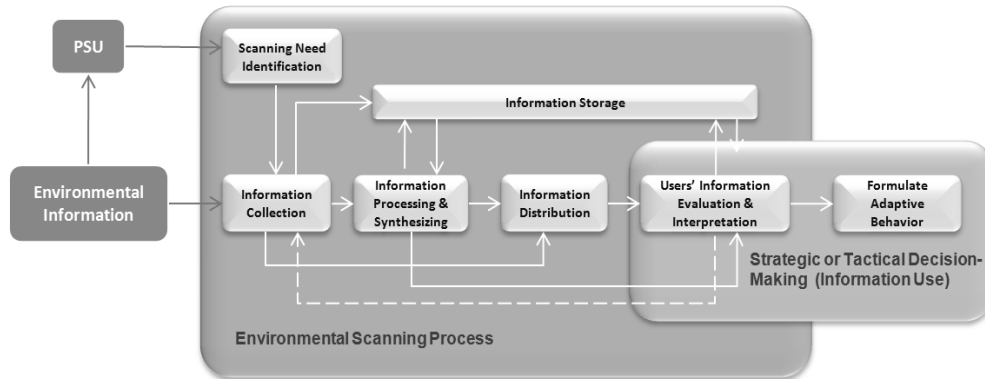 PSU
Scanning Need
Identification
Information Storage
Environmental
Information
Information
Collection
Information
Processing &
Synthesizing
Information
Distribution
Users' Information
Evaluation &
Interpretation
Formulate
Adaptive
Behavior
Strategic or Tactical Decision-
Making (Information Use)
Environmental Scanning Process